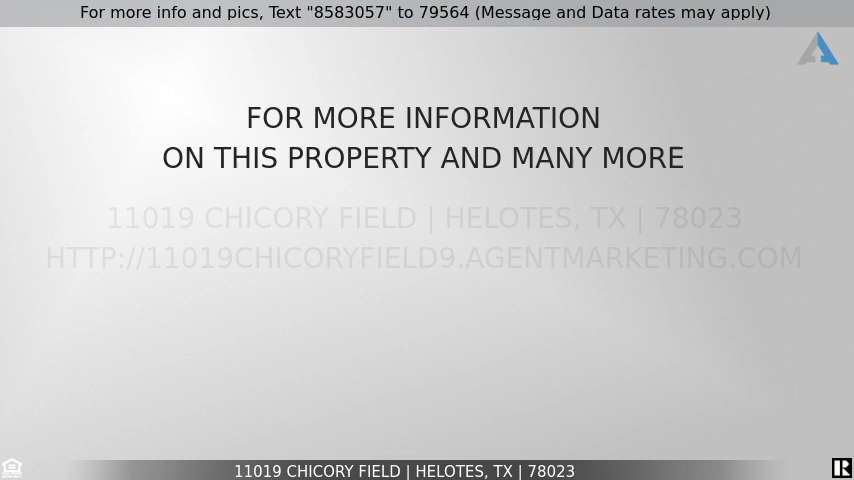 For more info and pics, Text "8583057" to 79564 (Message and Data rates may apply)
FOR MORE INFORMATION
ON THIS PROPERTY AND MANY MORE
11019 CHICORY FIELD | HELOTES, TX | 78023
HTTP://11019CHICORYFIELD9.AGENTMARKETING.COM
11019 CHICORY FIELD | HELOTES, TX | 78023